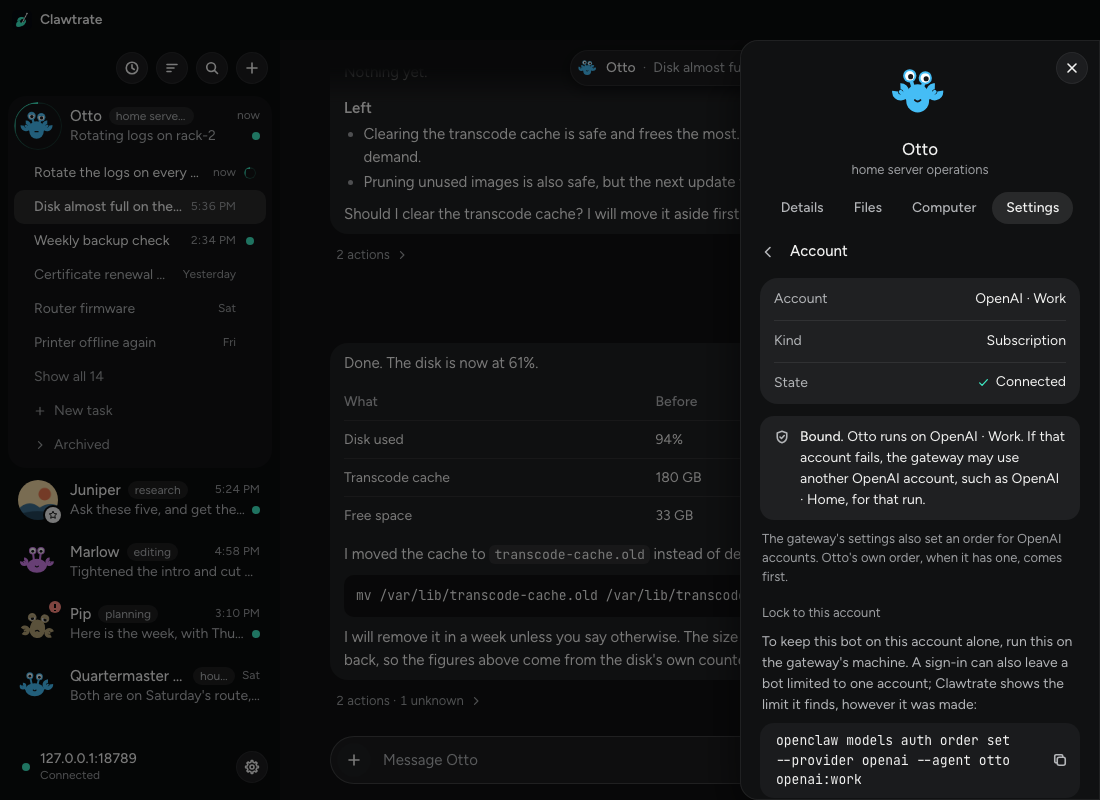 Clawtrate
Otto home serve... now
Rotating logs on rack-2
Rotate the logs on every ... now
Disk almost full on the... 5:36 PM
Weekly backup check 2:34 PM
Certificate renewal ... Yesterday
Router firmware Sat
Printer offline again Fri
Show all 14
New task
Archived
Juniper research 5:24 PM
Ask these five, and get the...
Marlow editing 4:58 PM
Tightened the intro and cut ...
Pip planning 3:10 PM
Here is the week, with Thu...
Quartermaster ... hou... Sat
Both are on Saturday's route,...
127.0.0.1:18789
Connected
Otto · Disk almost fu
Nothing yet.
Left
Clearing the transcode cache is safe and frees the most.
demand.
Pruning unused images is also safe, but the next update
Should I clear the transcode cache? I will move it aside first
2 actions
Done. The disk is now at 61%.
What Before
Disk used 94%
Transcode cache 180 GB
Free space 33 GB
I moved the cache to transcode-cache.old instead of de
mv /var/lib/transcode-cache.old /var/lib/transcod
I will remove it in a week unless you say otherwise. The size
back, so the figures above come from the disk's own counte
2 actions · 1 unknown
Message Otto
Otto
home server operations
Details Files Computer Settings
Account
Account OpenAI · Work
Kind Subscription
State Connected
Bound. Otto runs on OpenAI · Work. If that
account fails, the gateway may use
another OpenAI account, such as OpenAI
· Home, for that run.
The gateway's settings also set an order for OpenAI
accounts. Otto's own order, when it has one, comes
first.
Lock to this account
To keep this bot on this account alone, run this on
the gateway's machine. A sign-in can also leave a
bot limited to one account; Clawtrate shows the
limit it finds, however it was made:
openclaw models auth order set
--provider openai --agent otto
openai:work